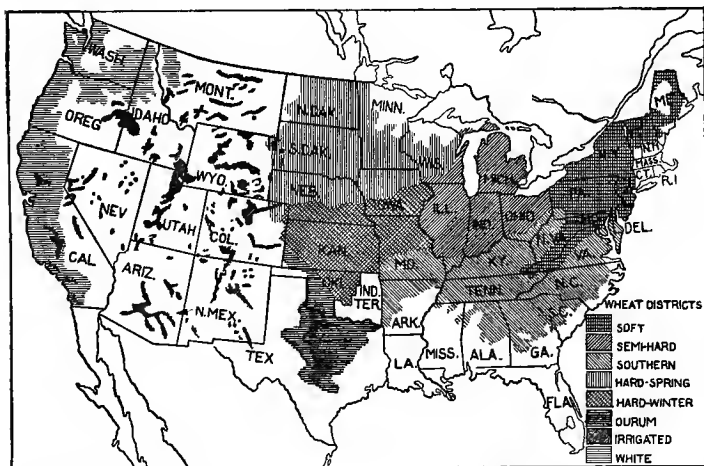 WASH.
MONT.
N.DAK.
MINN.
ME.
OREG.
IDAHO
S.DAK.
WIS.
N.Y.
N.H.
MASS.
WYO.
MICH.
CT.
R.I.
NEB.
IOWA
PA.
NEV
UTAH
COL.
ILL.
IND.
OHIO
DEL.
W.VA.
CAL
KAN.
MO.
KY.
VA.
ARIZ.
N.MEX.
OKL.
IND.
TER.
TENN.
N.C.
ARK.
S.C.
TEX
LA.
MISS.
ALA.
GA.
FLA.
WHEAT DISTRICTS
SOFT
SEMI-HARD
SOUTHERN
HARD-SPRING
HARD-WINTER
DURUM
IRRIGATED
WHITE